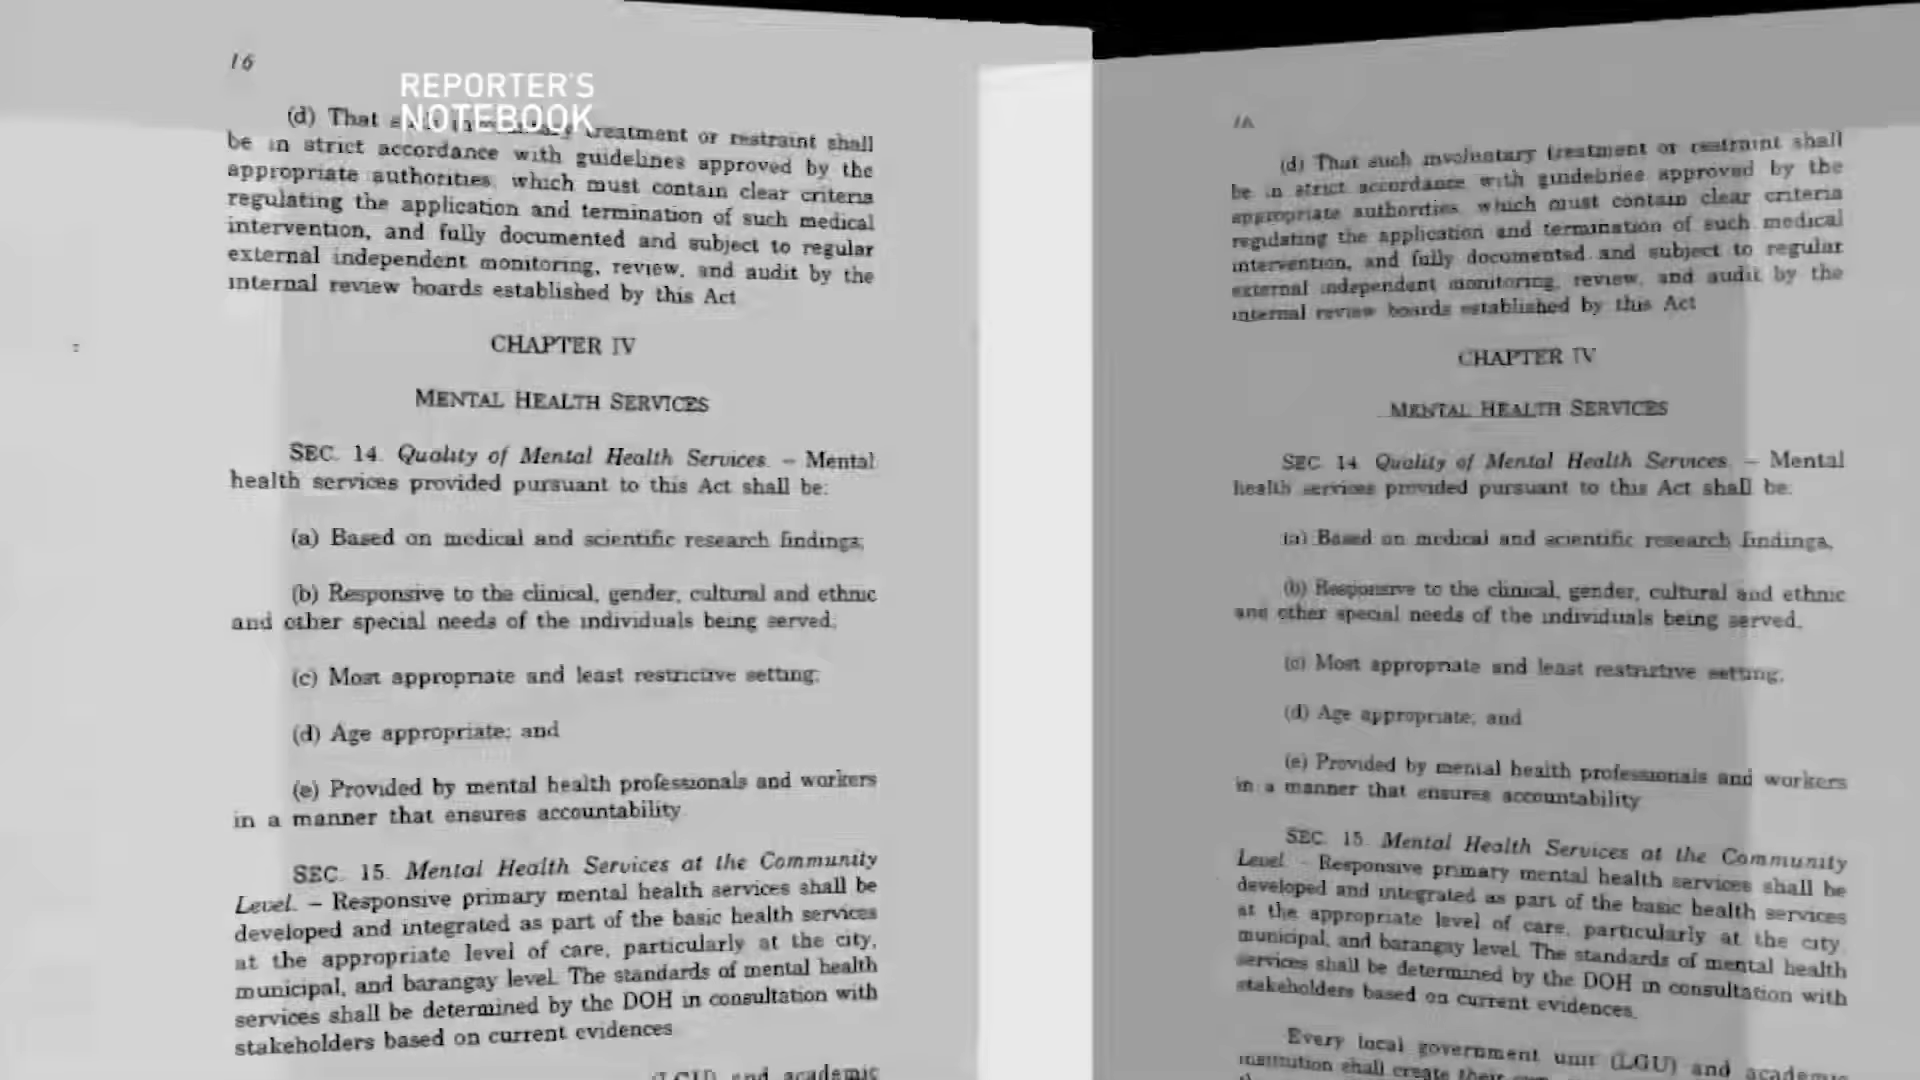 16
REPORTER'S
NOTEBOOK
(d) That treatment or restraint shall
be in strict accordance with guidelines approved by the
appropriate authorities, which must contain clear criteria
regulating the application and termination of such medical
intervention, and fully documented and subject to regular
external independent monitoring, review, and audit by the
internal review boards established by this Act
CHAPTER IV
MENTAL HEALTH SERVICES
SEC. 14. Quality of Mental Health Services. – Mental
health services provided pursuant to this Act shall be:
(a) Based on medical and scientific research findings;
(b) Responsive to the clinical, gender, cultural and ethnic
and other special needs of the individuals being served;
(c) Most appropriate and least restrictive setting;
(d) Age appropriate; and
(e) Provided by mental health professionals and workers
in a manner that ensures accountability
SEC. 15. Mental Health Services at the Community
Level. – Responsive primary mental health services shall be
developed and integrated as part of the basic health services
at the appropriate level of care, particularly at the city,
municipal, and barangay level. The standards of mental health
services shall be determined by the DOH in consultation with
stakeholders based on current evidences
(LGU) and academic
(d) That such involuntary treatment or restraint shall
be in strict accordance with guidelines approved by the
appropriate authorities, which must contain clear criteria
regulating the application and termination of such medical
intervention, and fully documented and subject to regular
external independent monitoring, review, and audit by the
internal review boards established by this Act
CHAPTER IV
MENTAL HEALTH SERVICES
SEC 14. Quality of Mental Health Services. – Mental
health services provided pursuant to this Act shall be:
(a) Based on medical and scientific research findings,
(b) Responsive to the clinical, gender, cultural and ethnic
and other special needs of the individuals being served,
(c) Most appropriate and least restrictive setting;
(d) Age appropriate; and
(e) Provided by mental health professionals and workers
in a manner that ensures accountability
SEC. 15. Mental Health Services at the Community
Level – Responsive primary mental health services shall be
developed and integrated as part of the basic health services
at the appropriate level of care, particularly at the city,
municipal, and barangay level. The standards of mental health
services shall be determined by the DOH in consultation with
stakeholders based on current evidences.
Every local government unit (LGU) and academic
institution shall create their